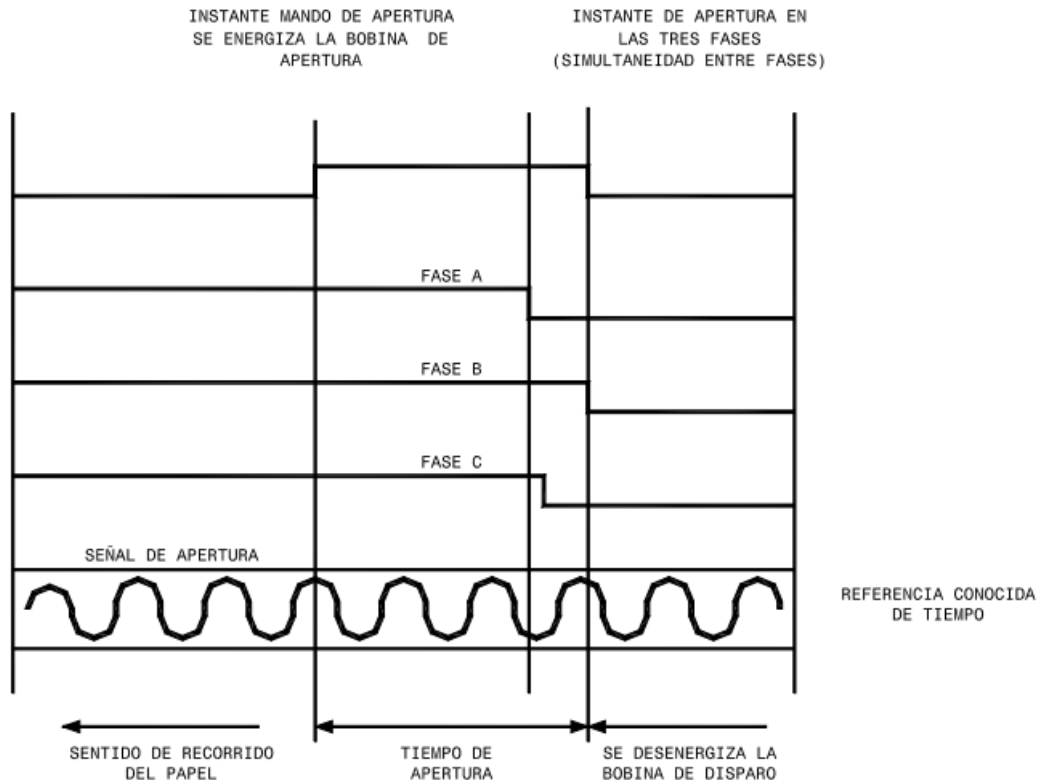 INSTANTE MANDO DE APERTURA
SE ENERGIZA LA BOBINA DE
APERTURA
INSTANTE DE APERTURA EN
LAS TRES FASES
(SIMULTANEIDAD ENTRE FASES)
FASE A
FASE B
FASE C
SEÑAL DE APERTURA
REFERENCIA CONOCIDA
DE TIEMPO
SENTIDO DE RECORRIDO
DEL PAPEL
TIEMPO DE
APERTURA
SE DESENERGIZA LA
BOBINA DE DISPARO